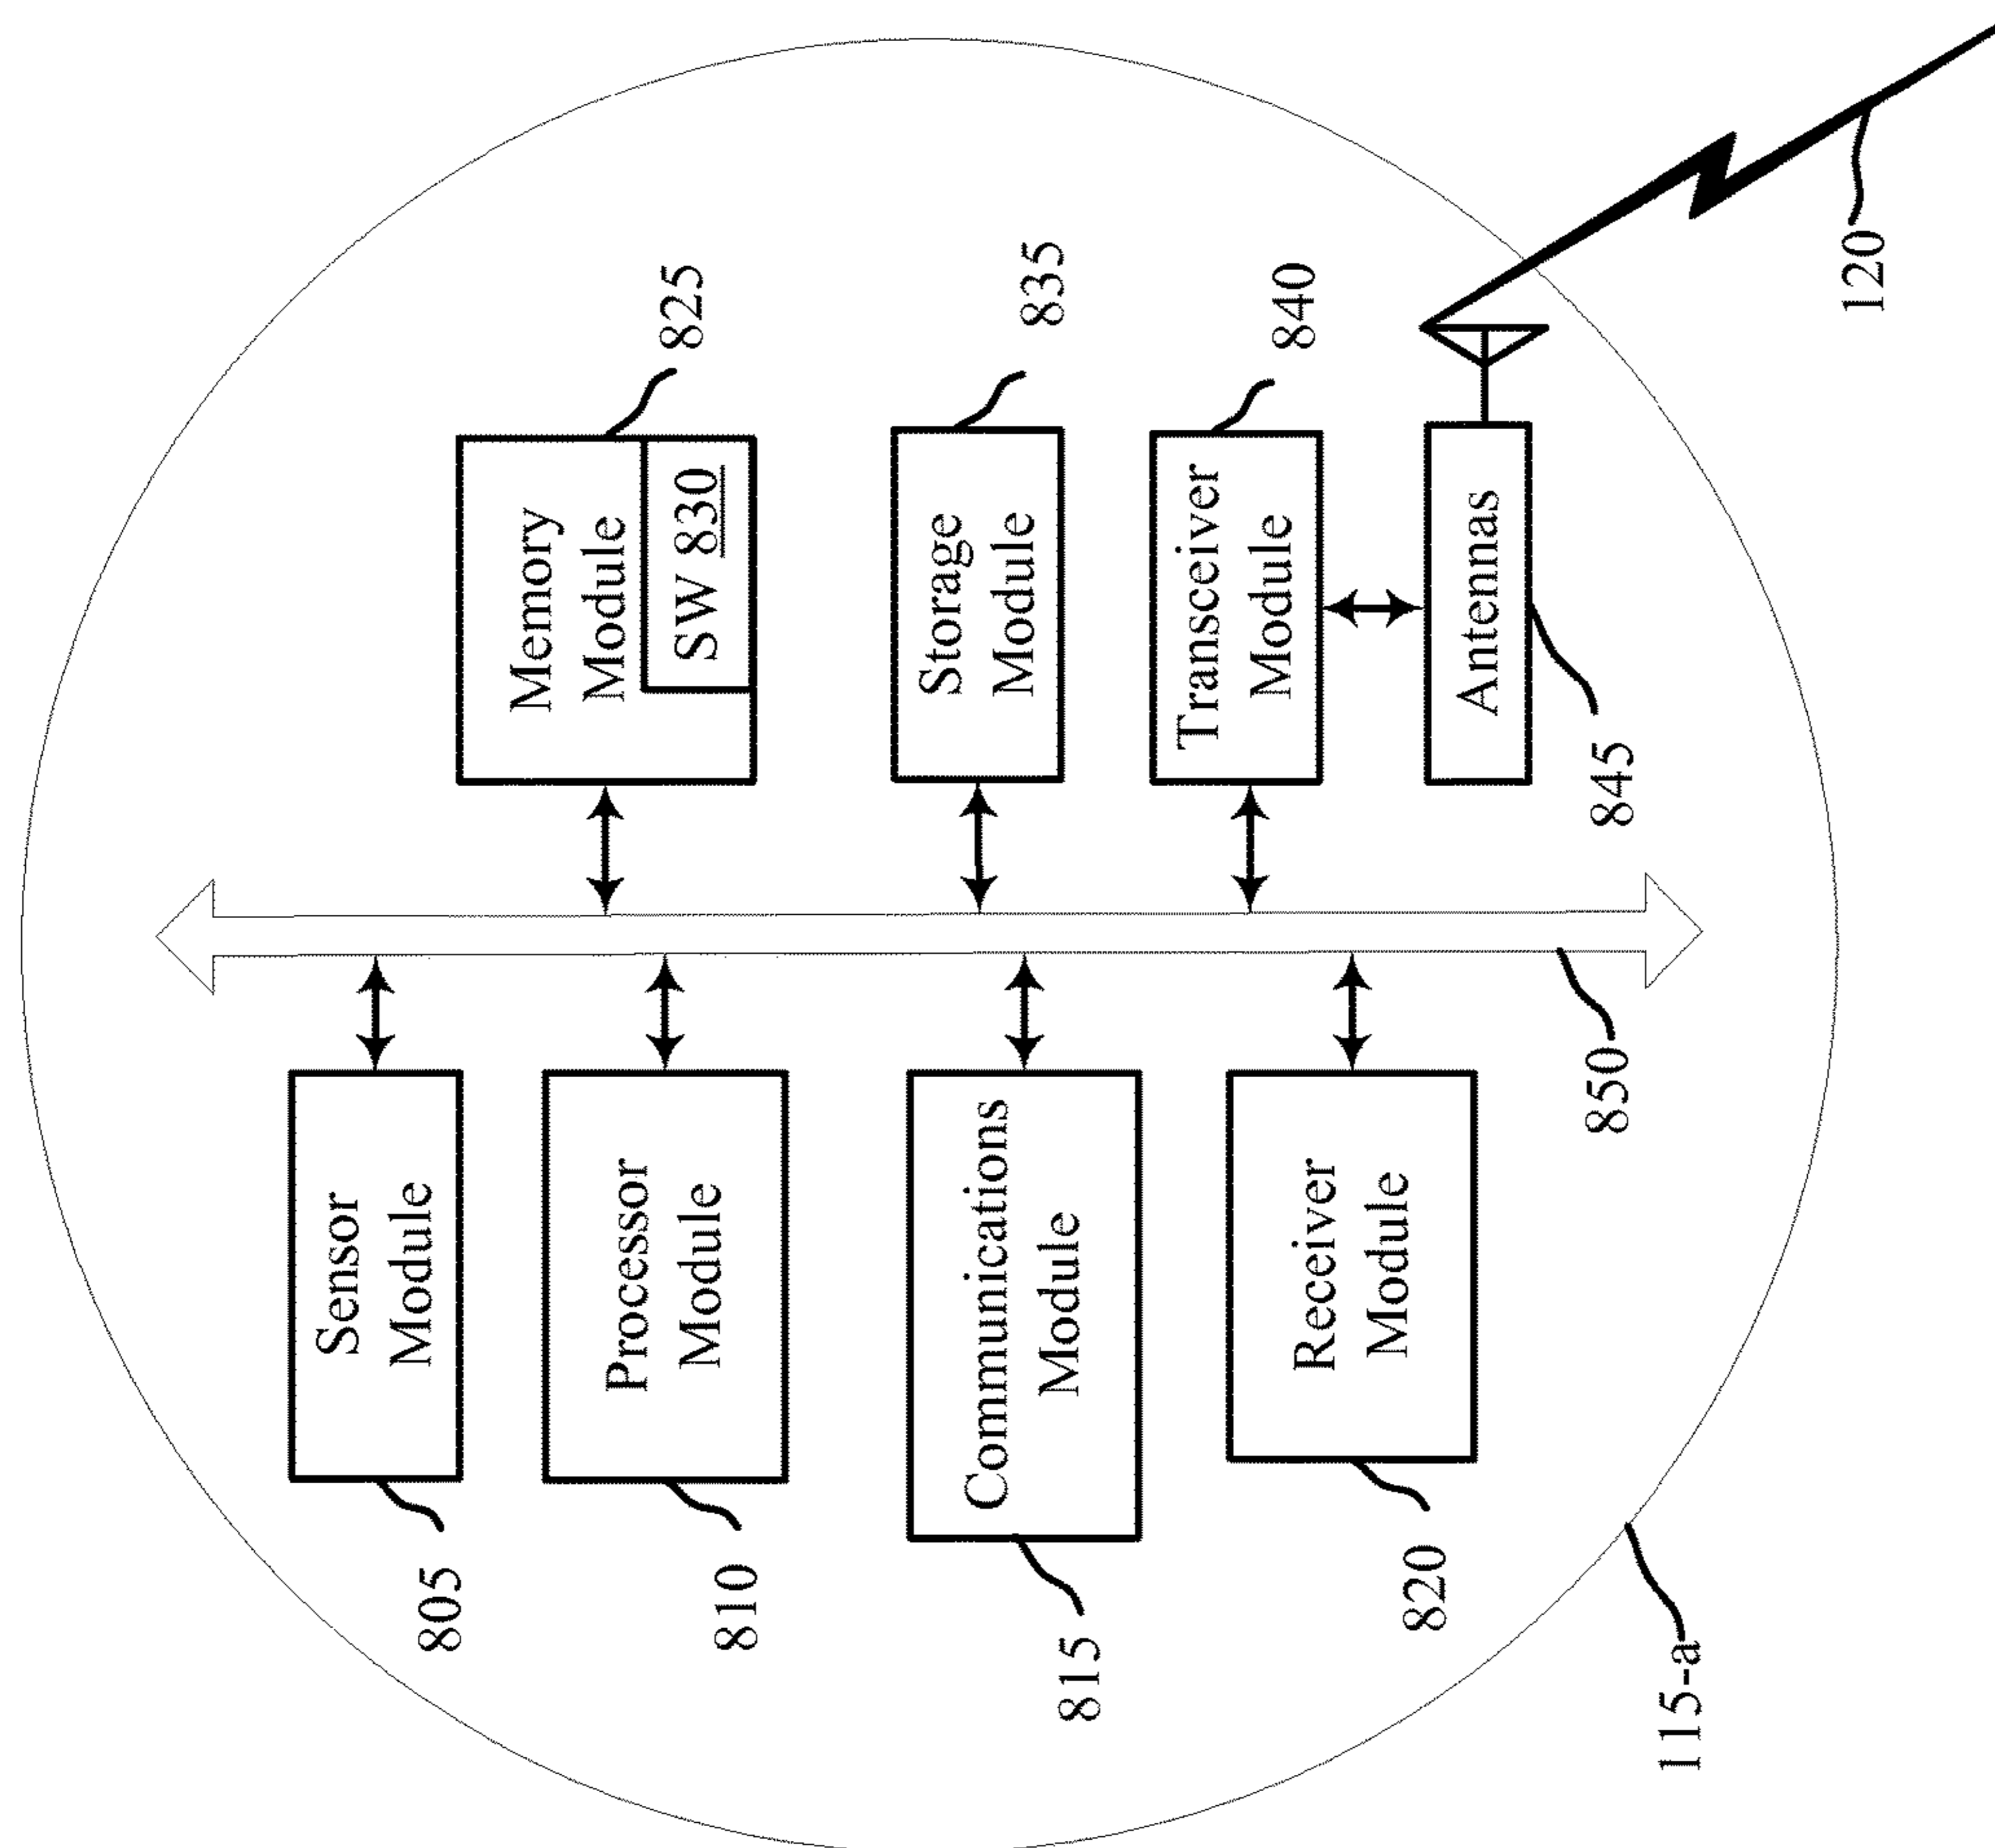 Sensor
Module
805
Processor
Module
810
Communications
Module
815
Receiver
Module
820
115-a
850
Memory
Module
SW 830
825
Storage
Module
835
Transceiver
Module
840
Antennas
845
120